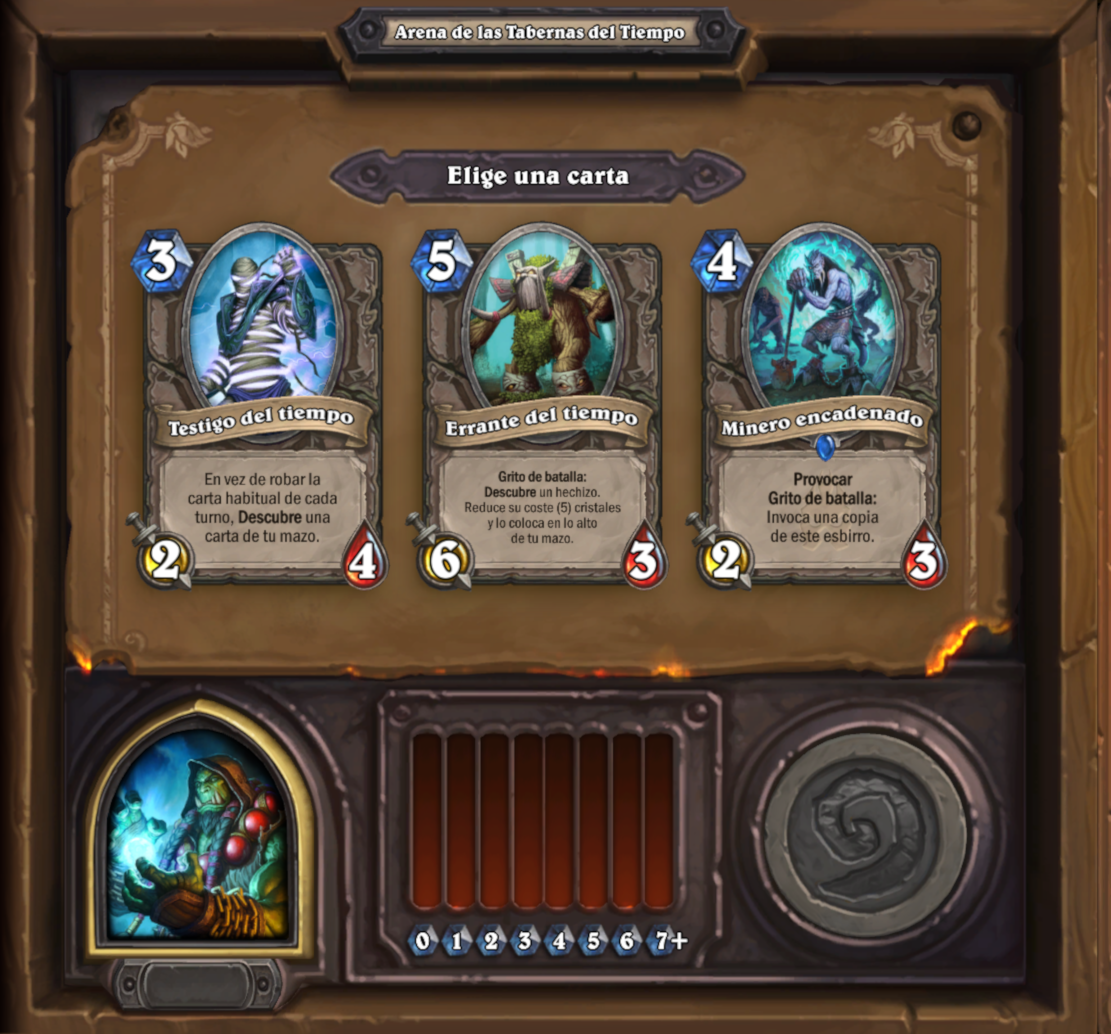 Arena de las Tabernas del Tiempo
Elige una carta
3
Testigo del tiempo
En vez de robar la
carta habitual de cada
turno, Descubre una
carta de tu mazo.
2
4
5
Errante del tiempo
Grito de batalla:
Descubre un hechizo.
Reduce su coste (5) cristales
y lo coloca en lo alto
de tu mazo.
6
3
4
Minero encadenado
Provocar
Grito de batalla:
Invoca una copia
de este esbirro.
2
3
0 1 2 3 4 5 6 7+